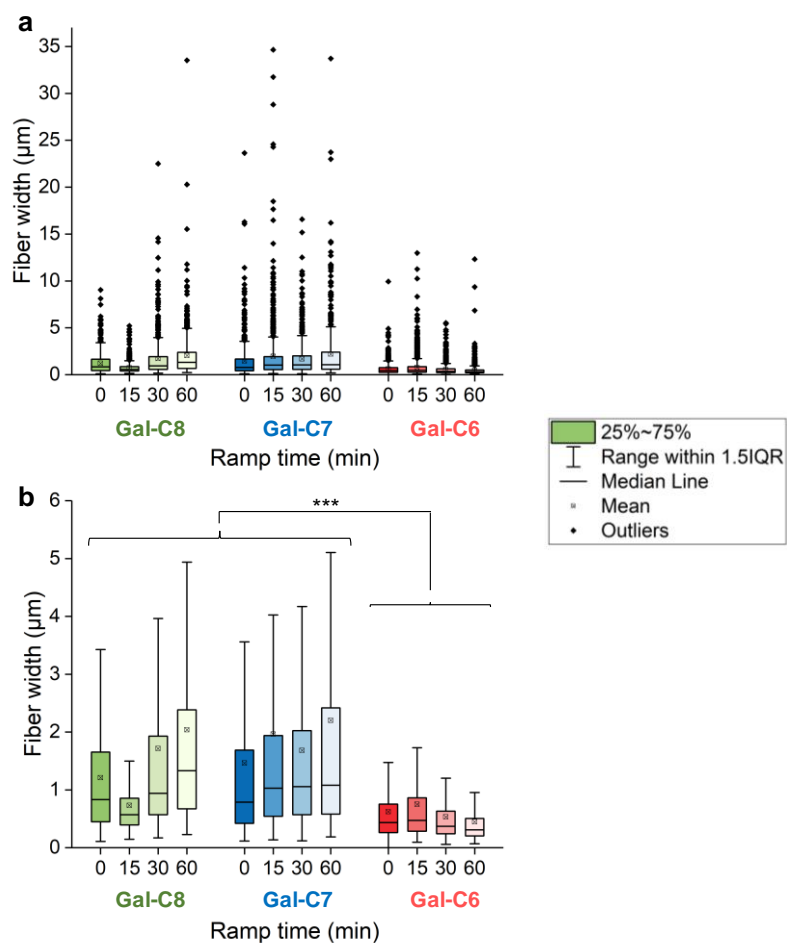 a
35
30
25
20
15
10
5
0
Fiber width (μm)
0 15 30 60 0 15 30 60 0 15 30 60
Gal-C8 Gal-C7 Gal-C6
Ramp time (min)
25%~75%
Range within 1.5IQR
Median Line
Mean
Outliers
b
6
5
4
3
2
1
0
Fiber width (μm)
***
0 15 30 60 0 15 30 60 0 15 30 60
Gal-C8 Gal-C7 Gal-C6
Ramp time (min)